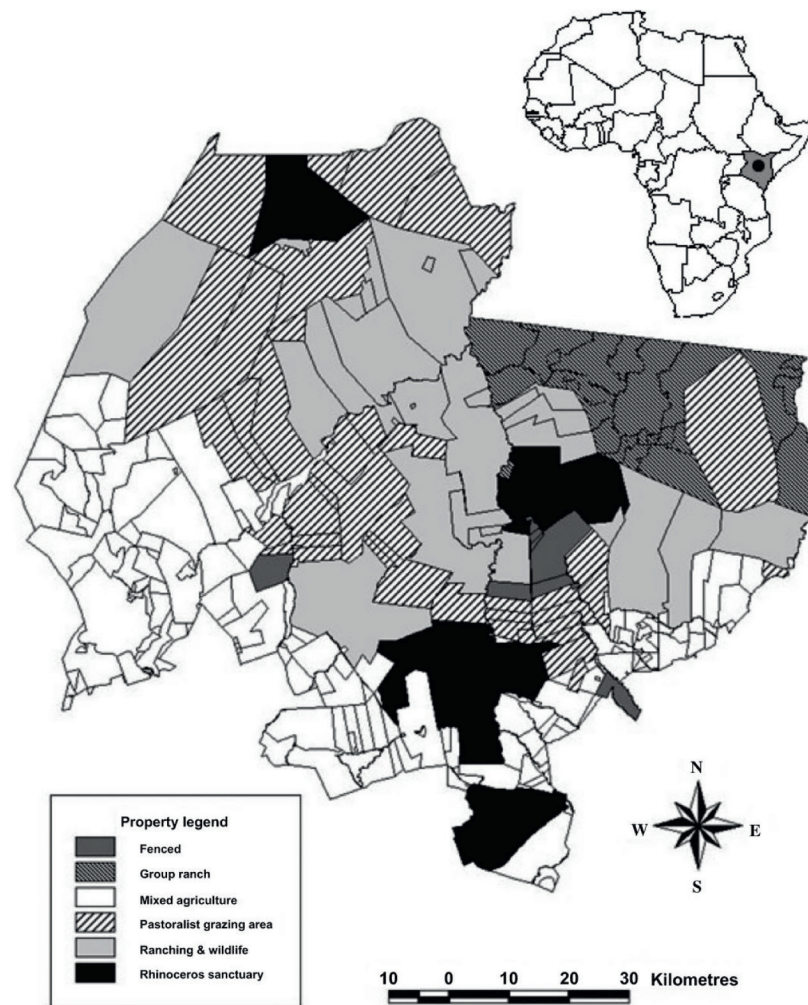 N
W E
S
Property legend
Fenced
Group ranch
Mixed agriculture
Pastoralist grazing area
Ranching & wildlife
Rhinoceros sanctuary
10 0 10 20 30 Kilometres